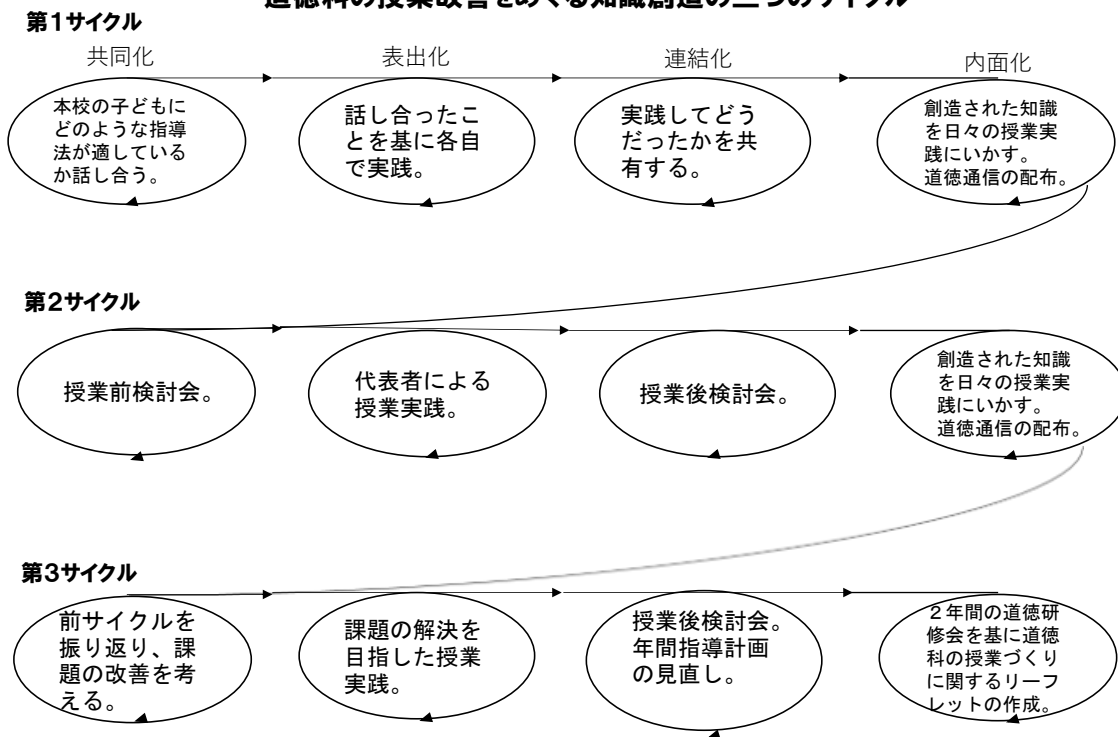 道徳科の授業改善をめぐる知識創造の三つのサイクル
第1サイクル
共同化
表出化
連結化
内面化
本校の子どもに
どのような指導
法が適している
か話し合う。
話し合ったこ
とを基に各自
で実践。
実践してどう
だったかを共
有する。
創造された知識
を日々の授業実
践にいかす。
道徳通信の配布。
第2サイクル
授業前検討会。
代表者による
授業実践。
授業後検討会。
創造された知識
を日々の授業実
践にいかす。
道徳通信の配布。
第3サイクル
前サイクルを
振り返り、課
題の改善を考
える。
課題の解決を
目指した授業
実践。
授業後検討会。
年間指導計画
の見直し。
２年間の道徳研
修会を基に道徳
科の授業づくり
に関するリーフ
レットの作成。